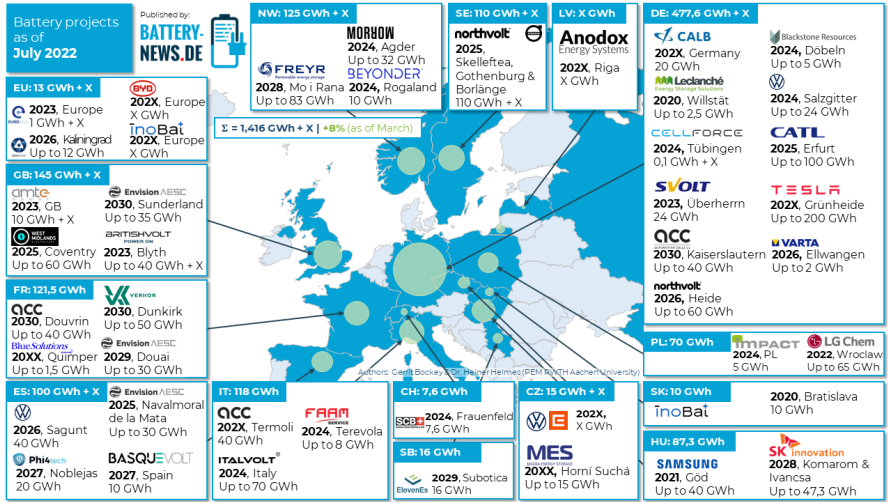 Battery projects
as of
July 2022
Published by:
BATTERY-
NEWS.DE
NW: 125 GWh + X
MORROW
2024, Agder
Up to 32 GWh
FREYR
Renewable energy storage
2028, Mo i Rana
Up to 83 GWh
BEYONDER
2024, Rogaland
10 GWh
SE: 110 GWh + X
northvolt
2025,
Skelleftea,
Gothenburg &
Borlänge
110 GWh + X
LV: X GWh
Anodox
Energy Systems
202X, Riga
X GWh
DE: 477,6 GWh + X
CALB
202X, Germany
20 GWh
Blackstone Resources
2024, Döbeln
Up to 5 GWh
Leclanché
Energy Storage Solutions
2020, Willstät
Up to 2,5 GWh
2024, Salzgitter
Up to 24 GWh
CELLFORCE
2024, Tübingen
0,1 GWh + X
CATL
2025, Erfurt
Up to 100 GWh
SVOLT
2023, Überherrn
24 GWh
TESLA
202X, Grünheide
Up to 200 GWh
acc
2030, Kaiserslautern
Up to 40 GWh
VARTA
2026, Ellwangen
Up to 2 GWh
northvolt
2026, Heide
Up to 60 GWh
EU: 13 GWh + X
2023, Europe
1 GWh + X
BYD
202X, Europe
X GWh
2026, Kaliningrad
Up to 12 GWh
inoBat
202X, Europe
X GWh
Σ = 1,416 GWh + X | +8% (as of March)
GB: 145 GWh + X
amte
2023, GB
10 GWh + X
Envision AESC
2030, Sunderland
Up to 35 GWh
WEST
MIDLANDS
2025, Coventry
Up to 60 GWh
BRITISHVOLT
POWER ON
2023, Blyth
Up to 40 GWh + X
FR: 121,5 GWh
acc
2030, Douvrin
Up to 40 GWh
VERKOR
2030, Dunkirk
Up to 50 GWh
BlueSolutions
20XX, Quimper
Up to 1,5 GWh
Envision AESC
2029, Douai
Up to 30 GWh
Authors: Gerrit Bockey & Dr. Heiner Heimes (PEM RWTH Aachen University)
PL: 70 GWh
IMPACT
2024, PL
5 GWh
LG Chem
2022, Wroclaw
Up to 65 GWh
ES: 100 GWh + X
2026, Sagunt
40 GWh
Envision AESC
2025, Navalmoral
de la Mata
Up to 30 GWh
Phi4tech
2027, Noblejas
20 GWh
BASQUEVOLT
2027, Spain
10 GWh
IT: 118 GWh
acc
202X, Termoli
40 GWh
FAAM
SERVICE
2024, Terevola
Up to 8 GWh
ITALVOLT
2024, Italy
Up to 70 GWh
CH: 7,6 GWh
SCB
2024, Frauenfeld
7,6 GWh
SB: 16 GWh
ElevenEs
2029, Subotica
16 GWh
CZ: 15 GWh + X
202X,
X GWh
MES
MAGNA ENERGY STORAGE
20XX, Horní Suchá
Up to 15 GWh
SK: 10 GWh
inoBat
2020, Bratislava
10 GWh
HU: 87,3 GWh
SAMSUNG
2021, Göd
Up to 40 GWh
SK innovation
2028, Komarom &
Ivancsa
Up to 47,3 GWh